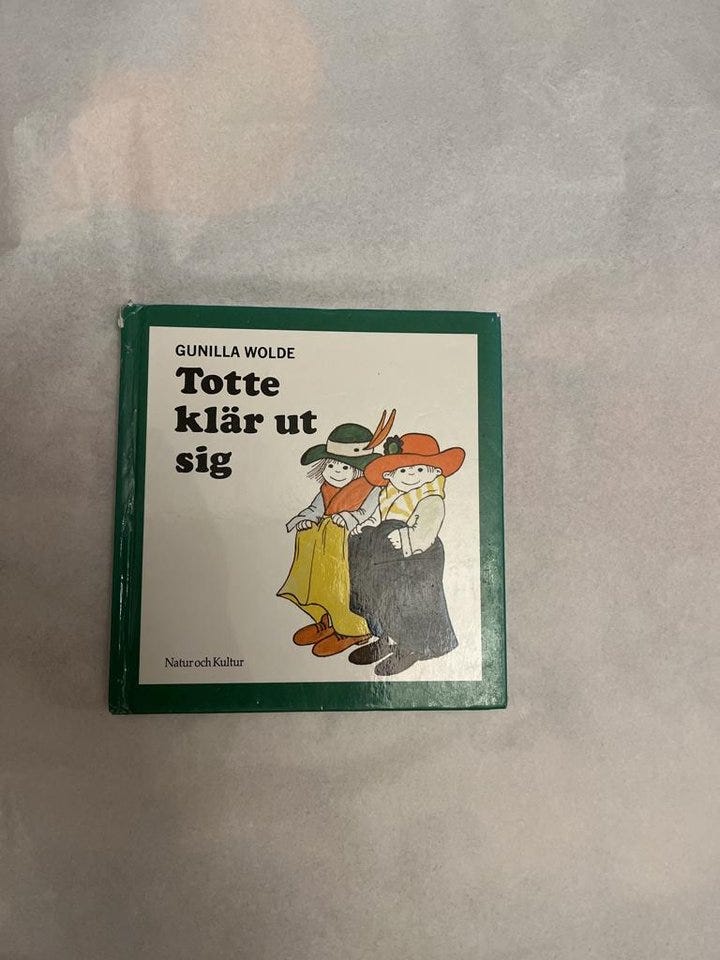 GUNILLA WOLDE
Totte
klär ut
sig
Natur och Kultur